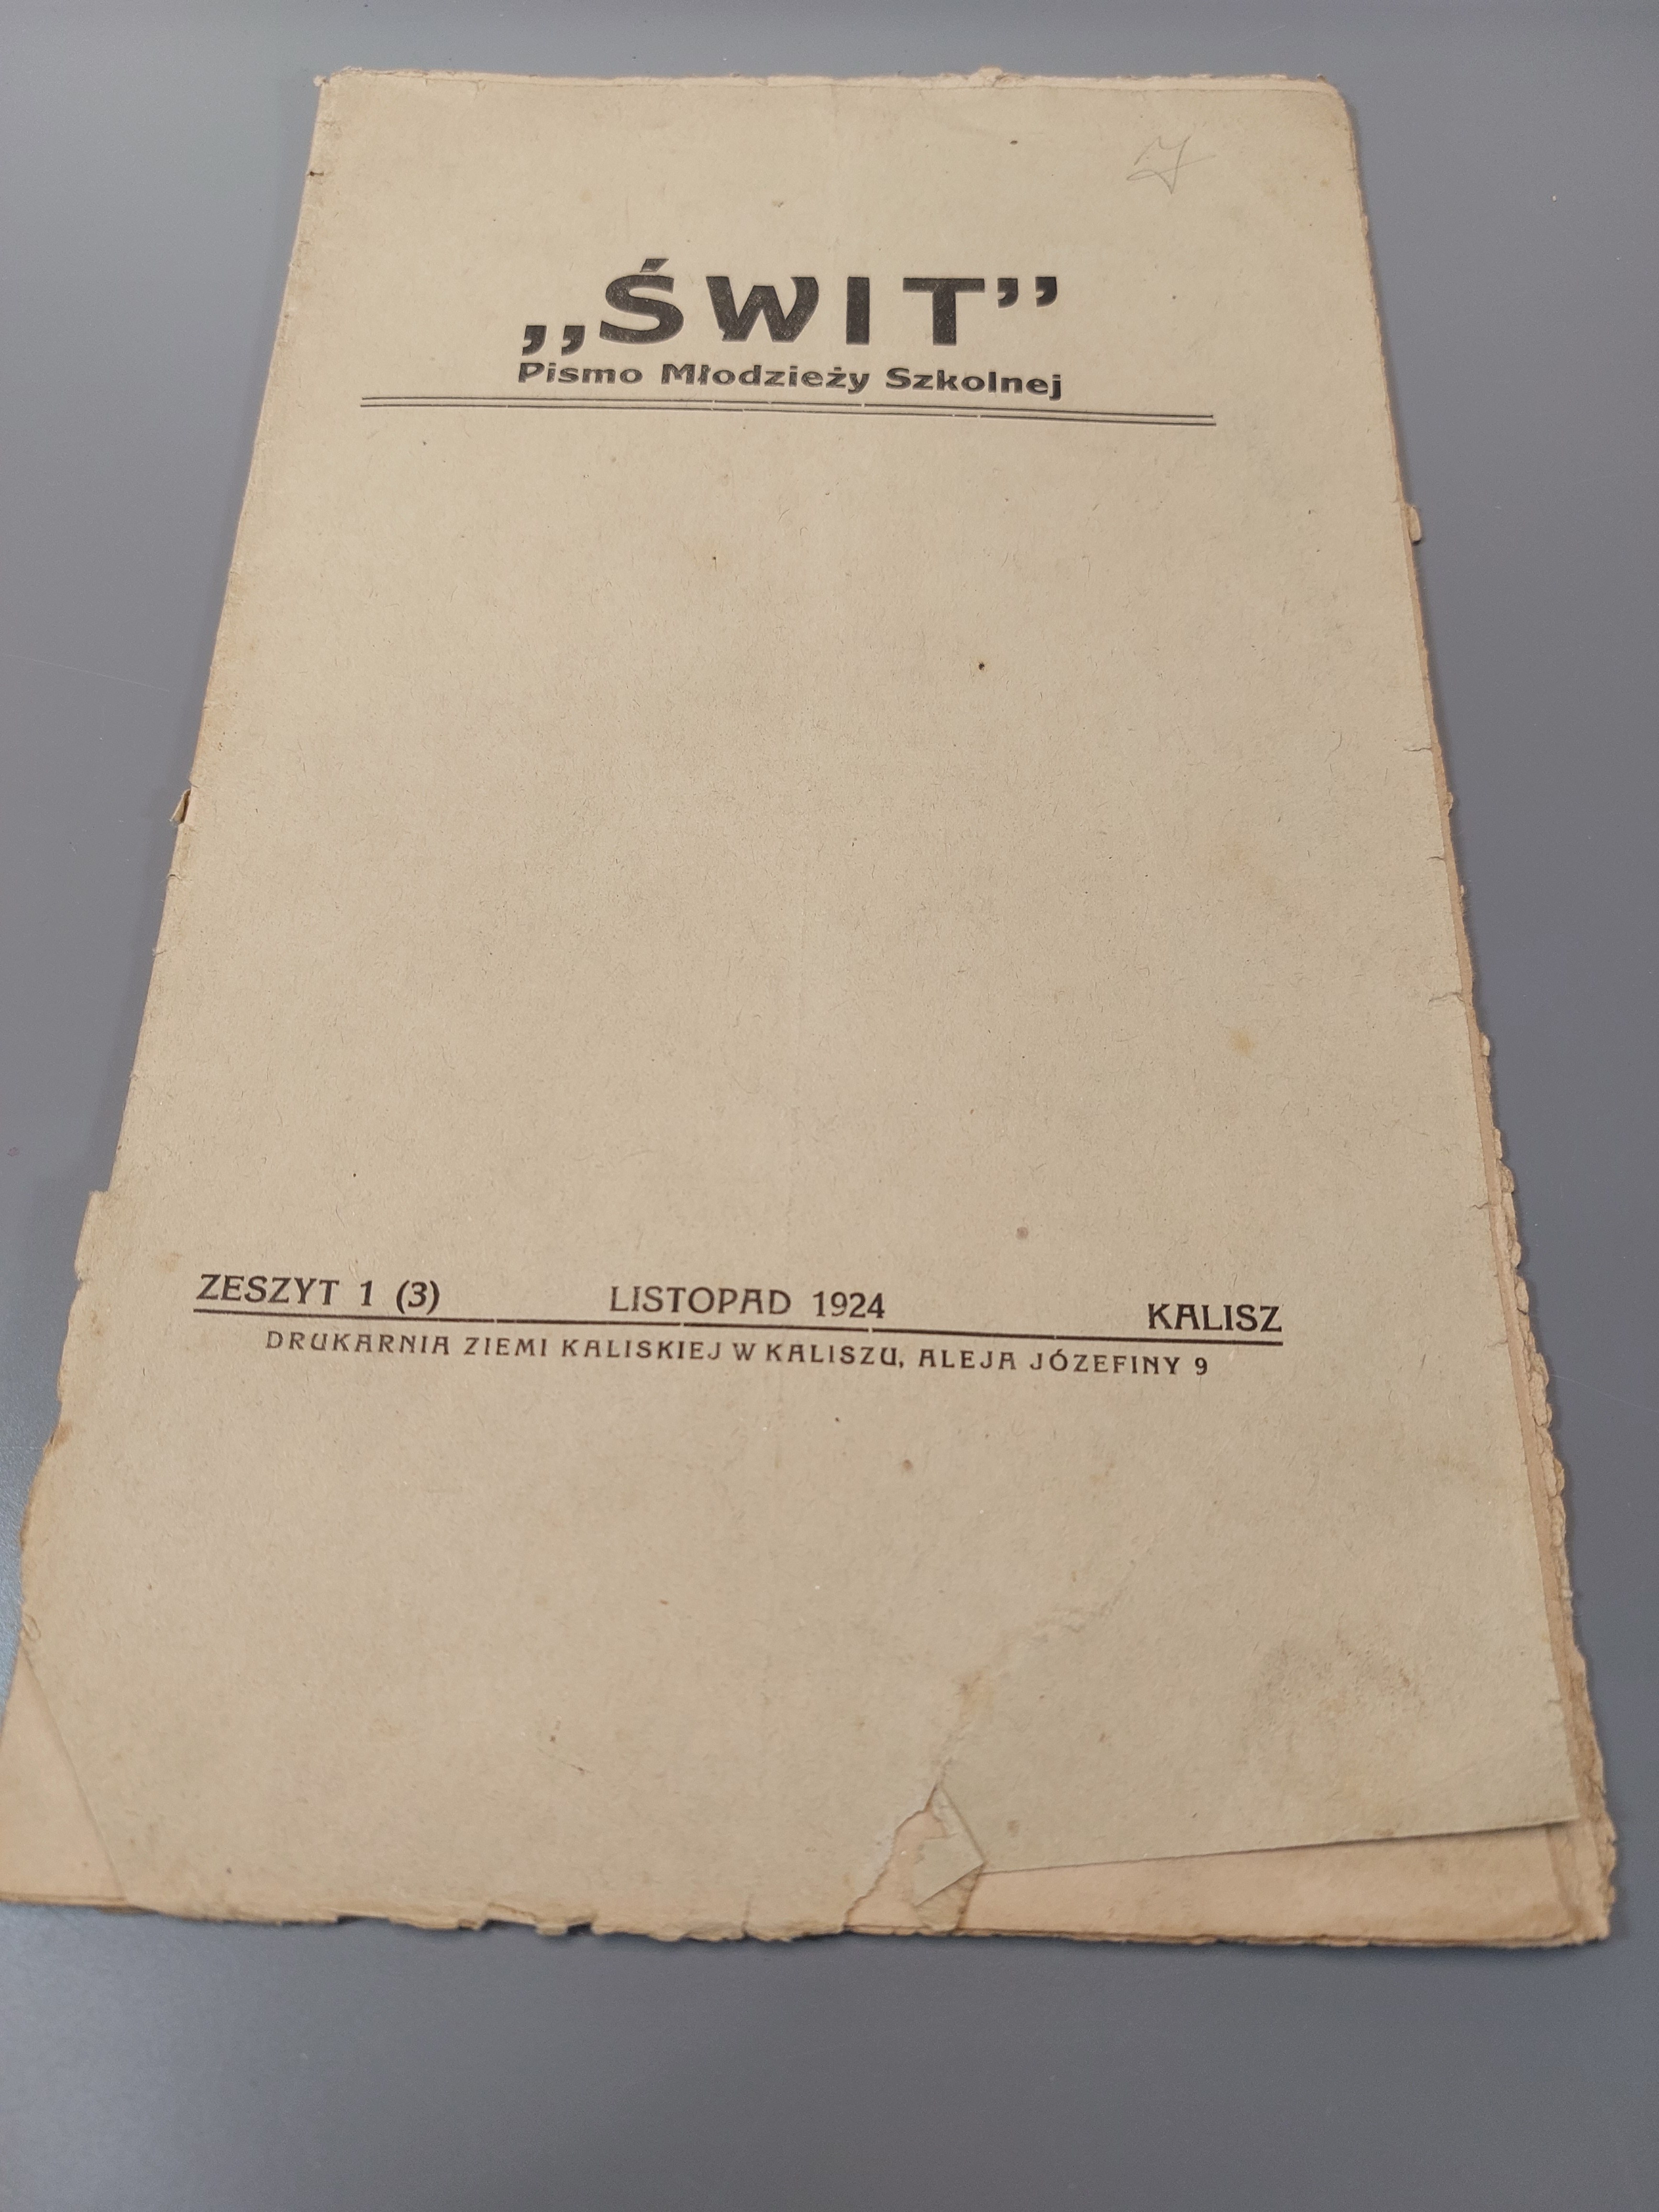 „ŚWIT”
Pismo Młodzieży Szkolnej
ZESZYT 1 (3) LISTOPAD 1924 KALISZ
DRUKARNIA ZIEMI KALISKIEJ W KALISZU, ALEJA JÓZEFINY 9